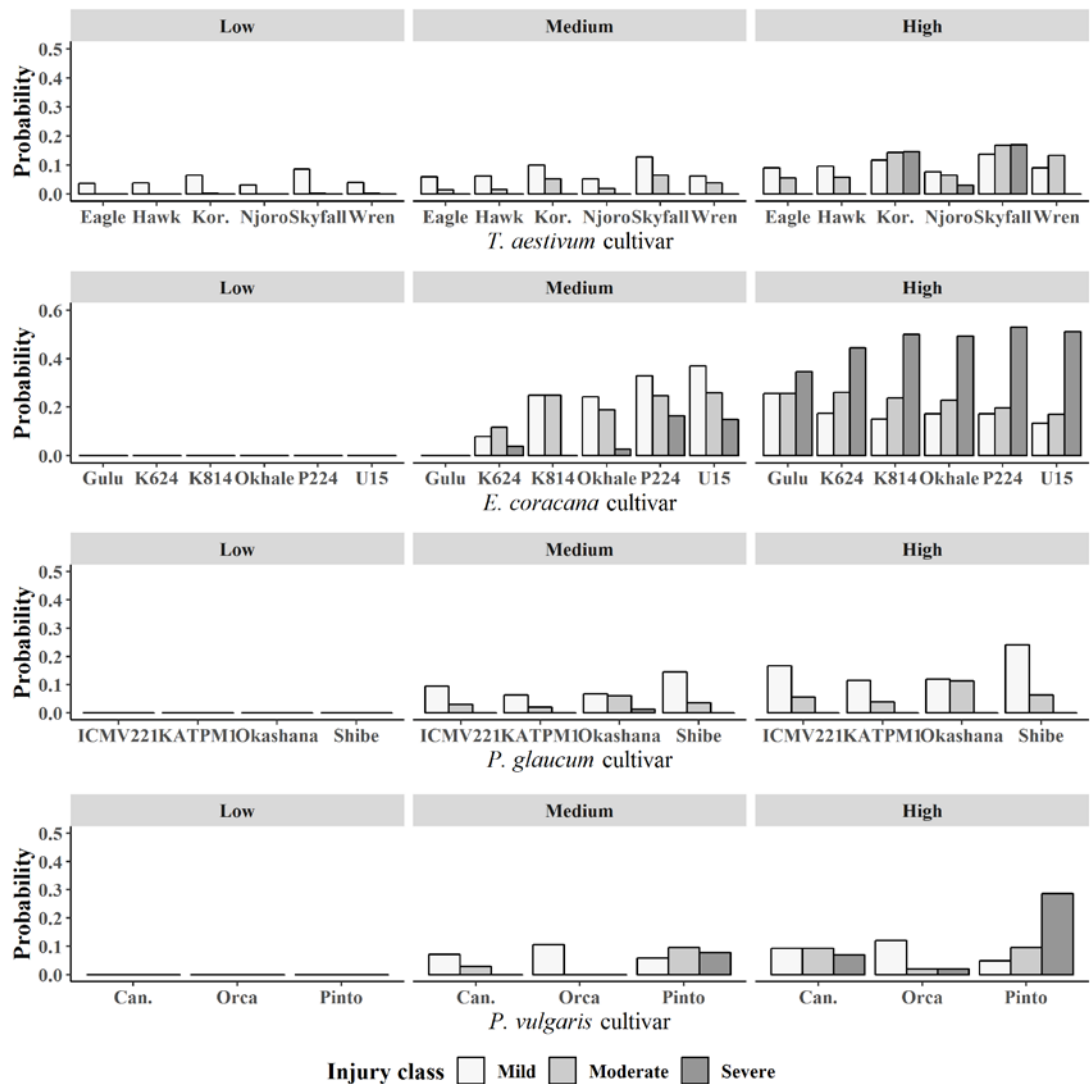 Low Medium High
Probability
0.5
0.4
0.3
0.2
0.1
0.0
Eagle Hawk Kor. Njoro Skyfall Wren Eagle Hawk Kor. Njoro Skyfall Wren Eagle Hawk Kor. Njoro Skyfall Wren
T. aestivum cultivar
Low Medium High
Probability
0.6
0.4
0.2
0.0
Gulu K624 K814 Okhale P224 U15 Gulu K624 K814 Okhale P224 U15 Gulu K624 K814 Okhale P224 U15
E. coracana cultivar
Low Medium High
Probability
0.5
0.4
0.3
0.2
0.1
0.0
ICMV221 KATPM1 Okashana Shibe ICMV221 KATPM1 Okashana Shibe ICMV221 KATPM1 Okashana Shibe
P. glaucum cultivar
Low Medium High
Probability
0.5
0.4
0.3
0.2
0.1
0.0
Can. Orca Pinto Can. Orca Pinto Can. Orca Pinto
P. vulgaris cultivar
Injury class Mild Moderate Severe